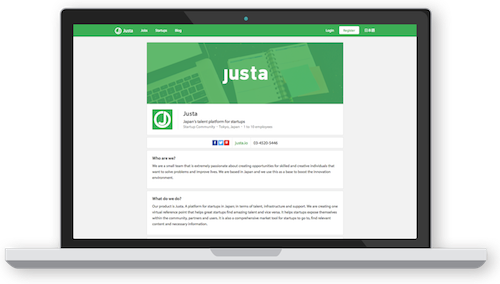 Justa Jobs Startups Blog Login Register 日本語
justa
Justa
Japan's talent platform for startups
Startup Community · Tokyo, Japan · 1 to 10 employees
justa.io 03-4520-5446
Who are we?
We are a small team that is extremely passionate about creating opportunities for skilled and creative individuals that
want to solve problems and improve lives. We are based in Japan and we use this as a base to boost the innovation
environment.
What do we do?
Our product is Justa. A platform for startups in Japan, in terms of talent, infrastructure and support. We are creating one
virtual reference point that helps great startups find amazing talent and vice versa. It helps startups expose themselves
within the community, partners and users. It is also a comprehensive market tool for startups to go to, find relevant
content and necessary information.